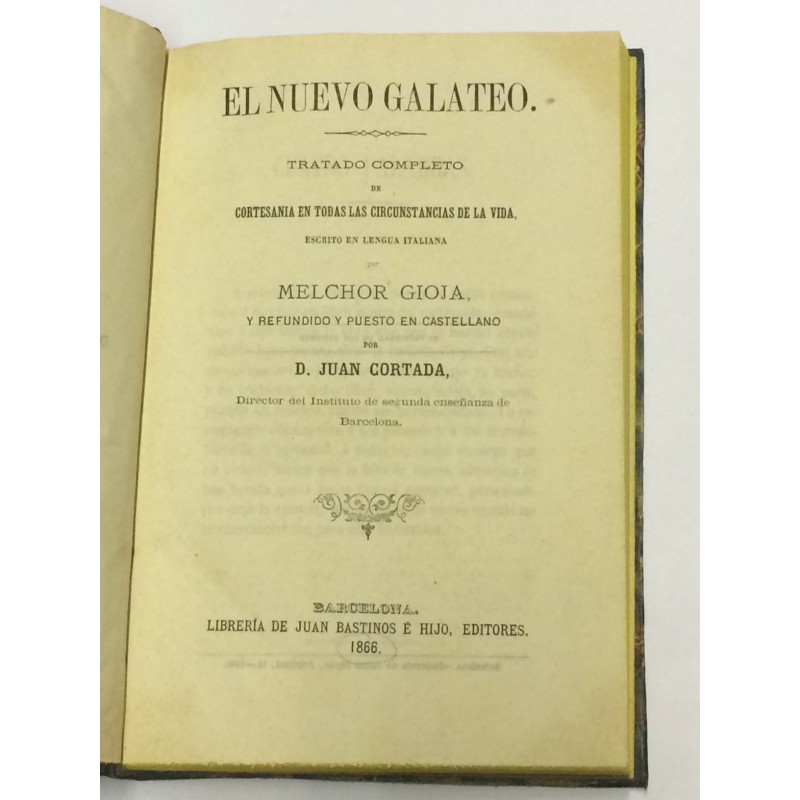 EL NUEVO GALATEO.
TRATADO COMPLETO
DE
CORTESANIA EN TODAS LAS CIRCUNSTANCIAS DE LA VIDA,
ESCRITO EN LENGUA ITALIANA
por
MELCHOR GIOJA,
Y REFUNDIDO Y PUESTO EN CASTELLANO
POR
D. JUAN CORTADA,
Director del Instituto de segunda enseñanza de
Barcelona.
BARCELONA.
LIBRERÍA DE JUAN BASTINOS É HIJO, EDITORES.
1866.